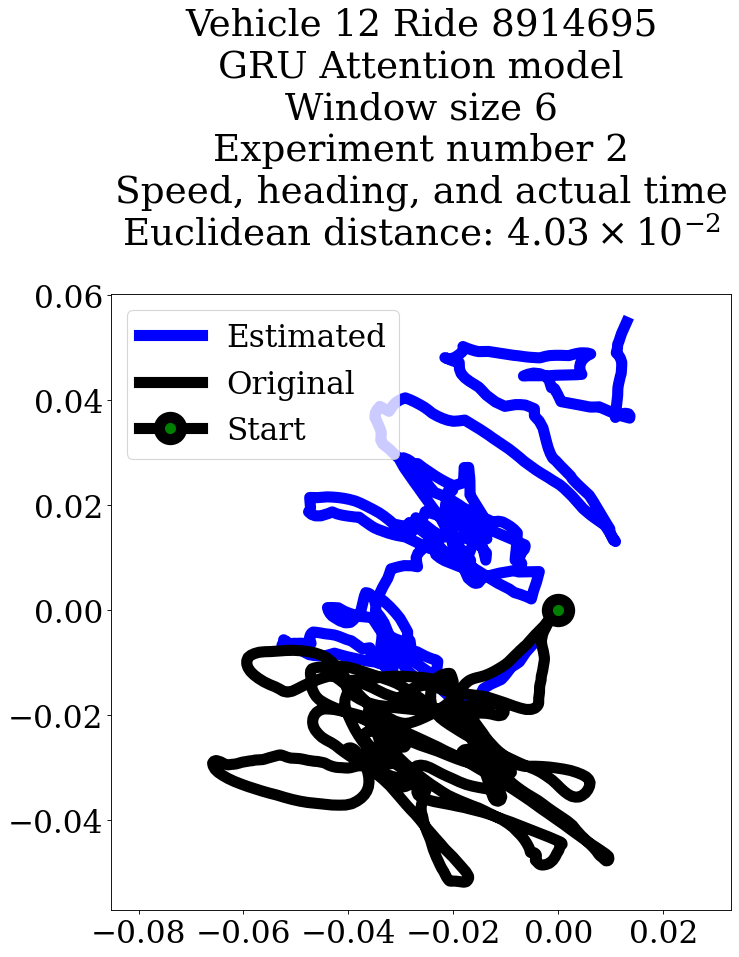 Vehicle 12 Ride 8914695
GRU Attention model
Window size 6
Experiment number 2
Speed, heading, and actual time
Euclidean distance: 4.03 × 10⁻²
0.06
0.04
0.02
0.00
−0.02
−0.04
Estimated
Original
Start
−0.08 −0.06 −0.04 −0.02 0.00 0.02